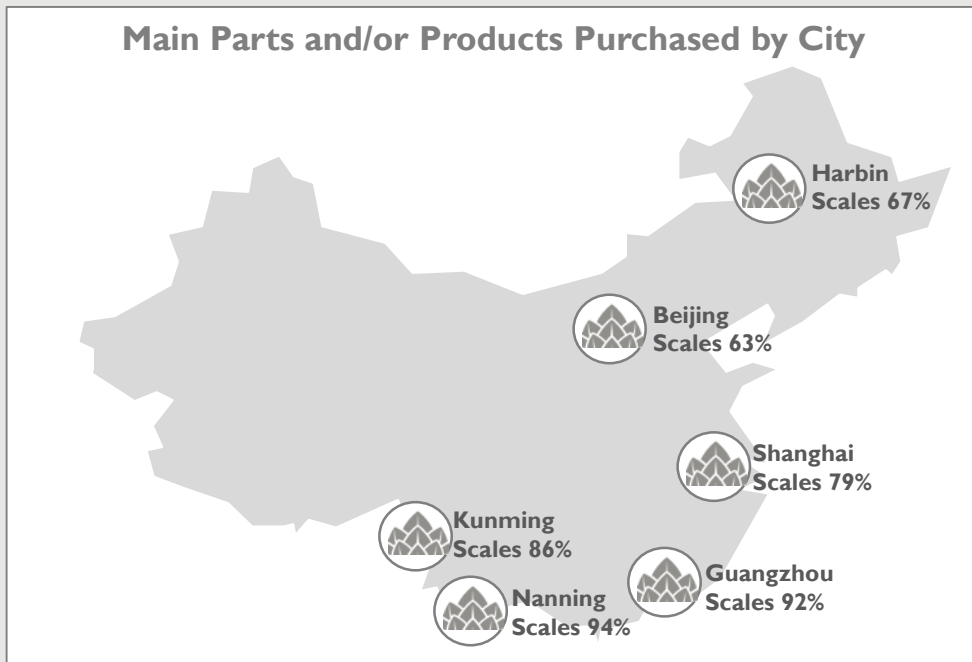 Main Parts and/or Products Purchased by City
Harbin
Scales 67%
Beijing
Scales 63%
Shanghai
Scales 79%
Kunming
Scales 86%
Guangzhou
Scales 92%
Nanning
Scales 94%